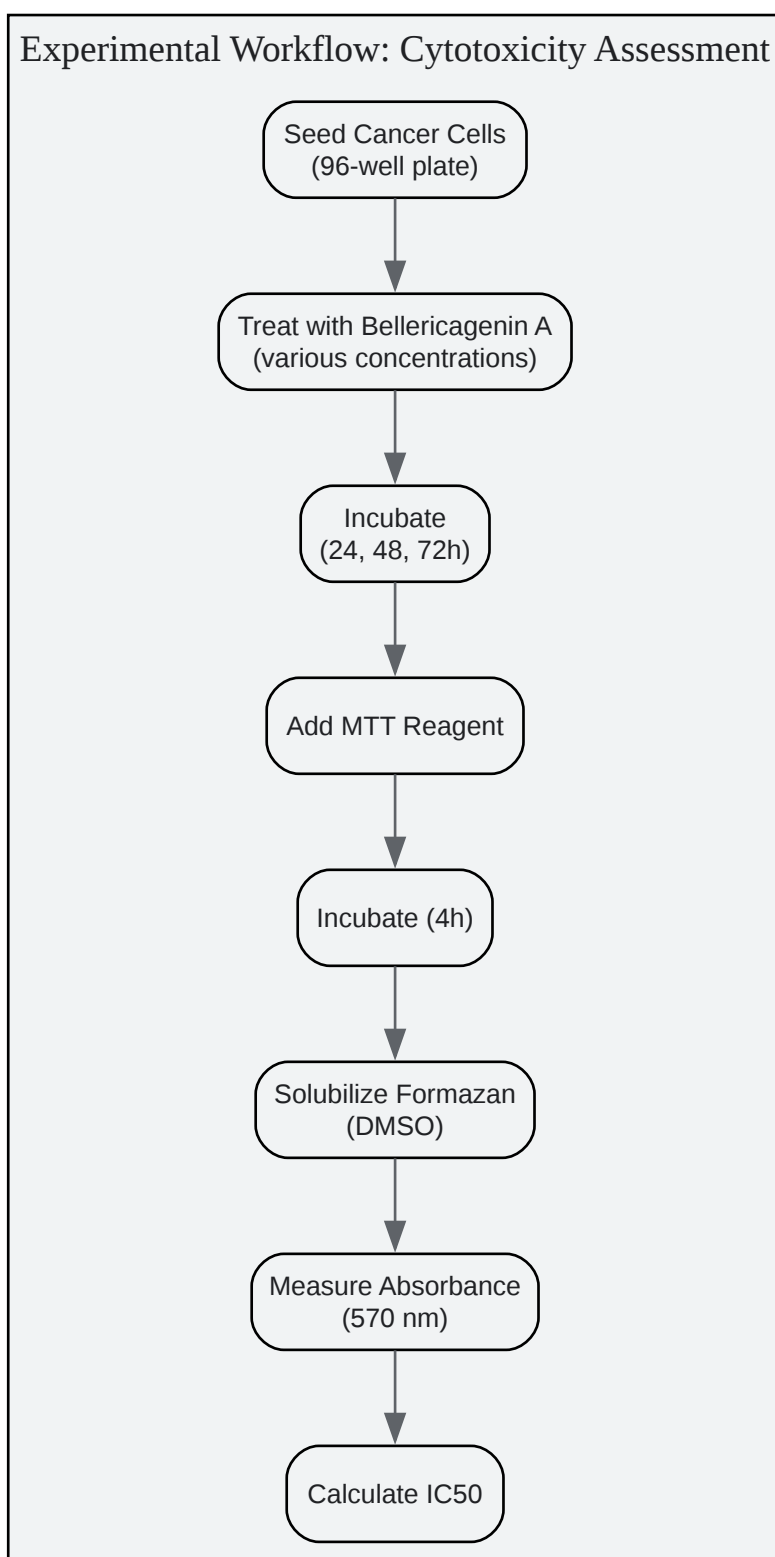 Experimental Workflow: Cytotoxicity Assessment
Seed Cancer Cells
(96-well plate)
Treat with Bellericagenin A
(various concentrations)
Incubate
(24, 48, 72h)
Add MTT Reagent
Incubate (4h)
Solubilize Formazan
(DMSO)
Measure Absorbance
(570 nm)
Calculate IC50